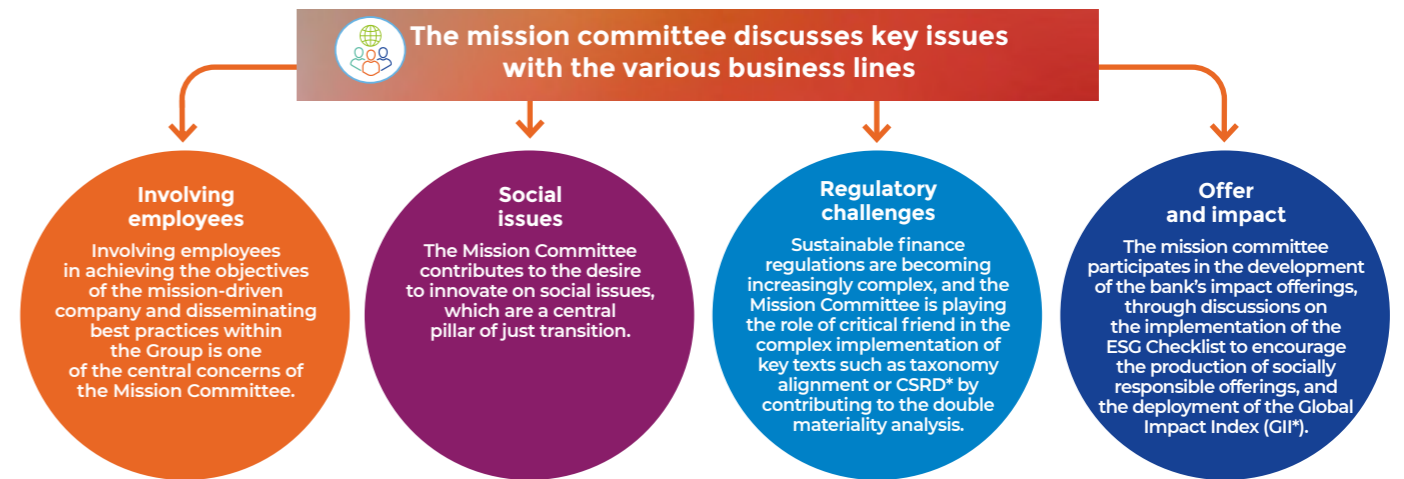 The mission committee discusses key issues
with the various business lines
Involving
employees
Involving employees
in achieving the objectives
of the mission-driven
company and disseminating
best practices within
the Group is one
of the central concerns of
the Mission Committee.
Social
issues
The Mission Committee
contributes to the desire
to innovate on social issues,
which are a central
pillar of just transition.
Regulatory
challenges
Sustainable finance
regulations are becoming
increasingly complex, and the
Mission Committee is playing
the role of critical friend in the
complex implementation of
key texts such as taxonomy
alignment or CSRD* by
contributing to the double
materiality analysis.
Offer
and impact
The mission committee
participates in the development
of the bank's impact offerings,
through discussions on
the implementation of the
ESG Checklist to encourage
the production of socially
responsible offerings, and
the deployment of the Global
Impact Index (GII*).